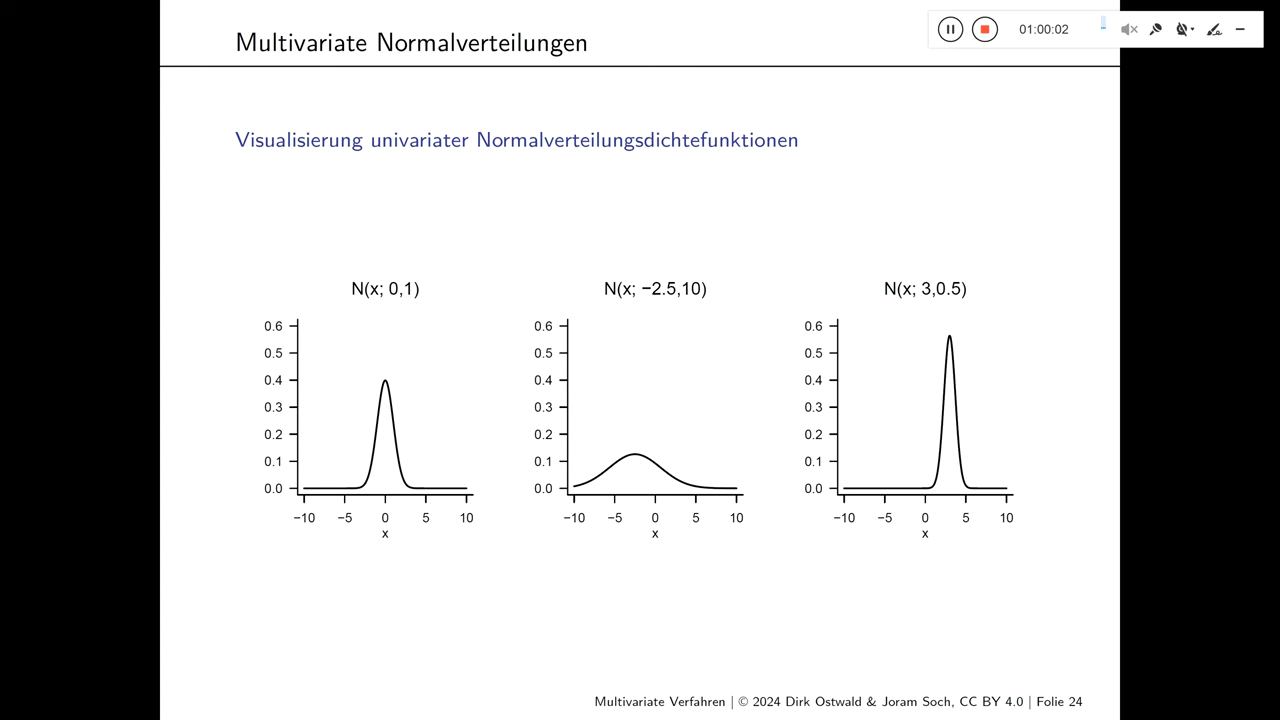 Multivariate Normalverteilungen
01:00:02
Visualisierung univariater Normalverteilungsdichtefunktionen
N(x; 0,1)
0.6
0.5
0.4
0.3
0.2
0.1
0.0
−10 −5 0 5 10
x
N(x; −2.5,10)
0.6
0.5
0.4
0.3
0.2
0.1
0.0
−10 −5 0 5 10
x
N(x; 3,0.5)
0.6
0.5
0.4
0.3
0.2
0.1
0.0
−10 −5 0 5 10
x
Multivariate Verfahren | © 2024 Dirk Ostwald & Joram Soch, CC BY 4.0 | Folie 24